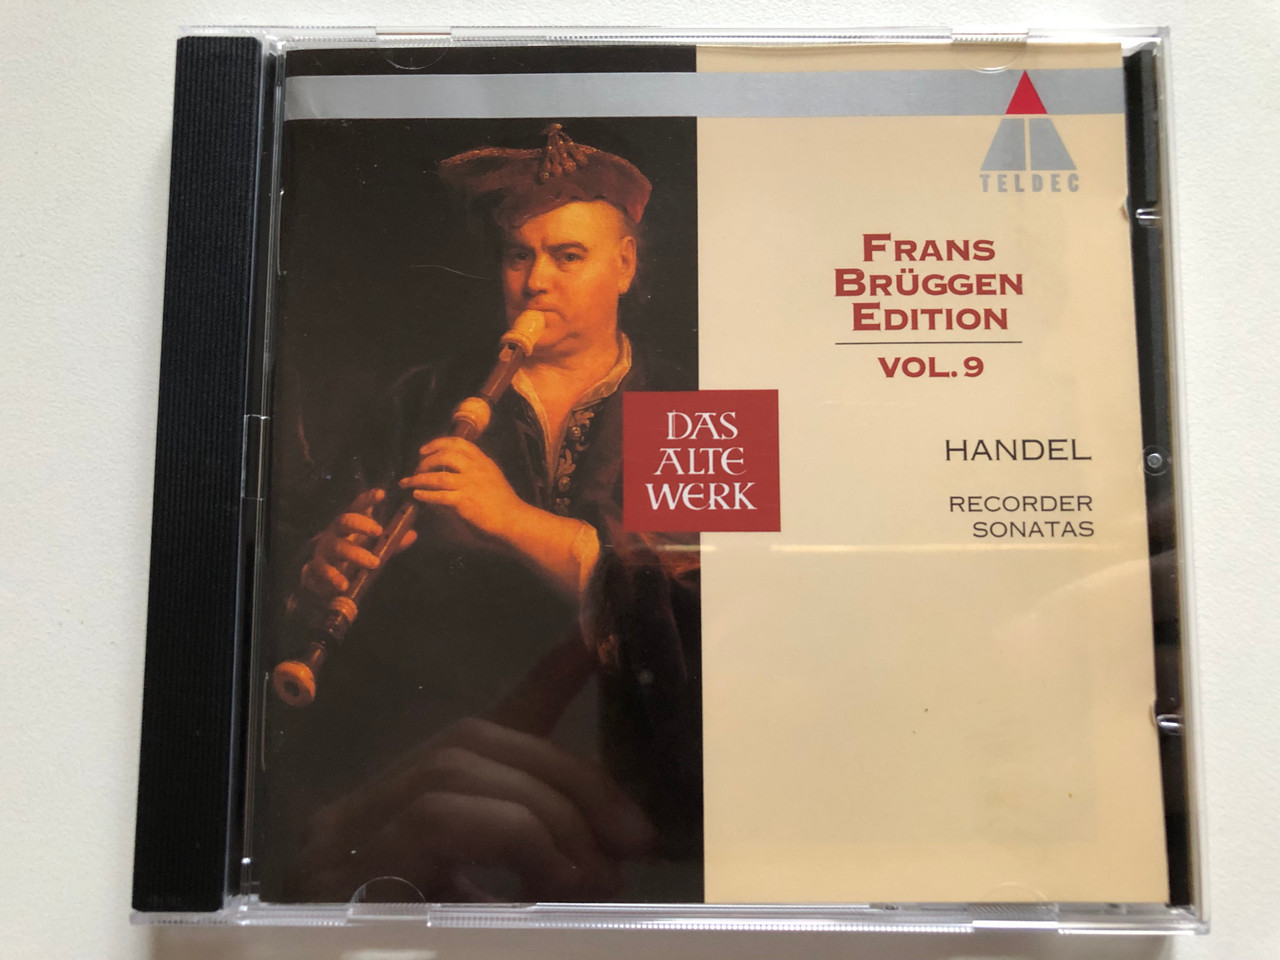 TELDEC
FRANS
BRÜGGEN
EDITION
VOL. 9
DAS
ALTE
WERK
HANDEL
RECORDER
SONATAS